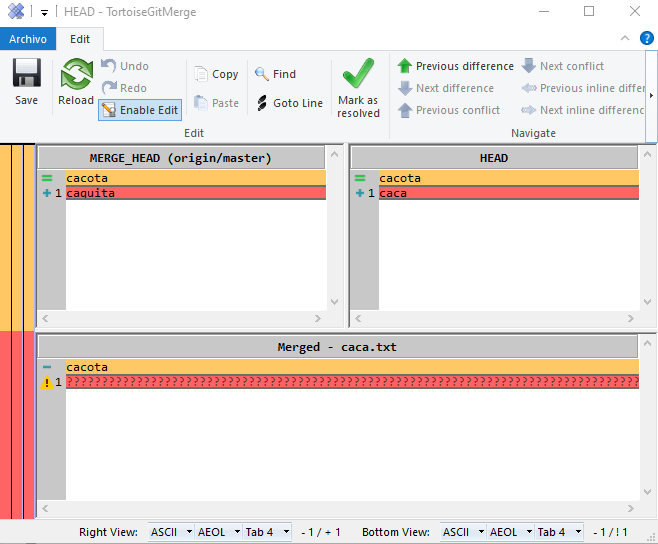 HEAD - TortoiseGitMerge
Archivo Edit
Save
Reload
Undo
Redo
Enable Edit
Copy
Paste
Find
Goto Line
Mark as resolved
Previous difference
Next difference
Previous conflict
Next conflict
Previous inline differen
Next inline difference
Edit
Navigate
MERGE_HEAD (origin/master)
cacota
1 caquita
HEAD
cacota
1 caca
Merged - caca.txt
cacota
1 ??????????????????????????????????????????????????????????????????????????????????
Right View: ASCII AEOL Tab 4 - 1 / + 1 Bottom View: ASCII AEOL Tab 4 - 1 / ! 1